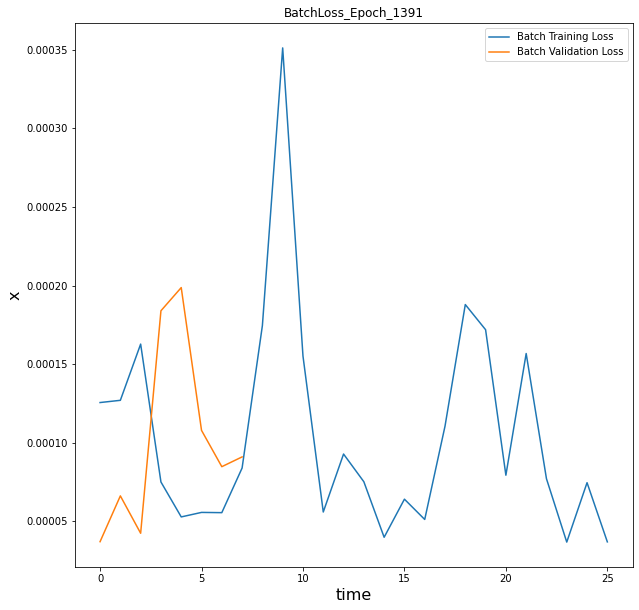 BatchLoss_Epoch_1391
Batch Training Loss
Batch Validation Loss
0.00035
0.00030
0.00025
0.00020
0.00015
0.00010
0.00005
x
0 5 10 15 20 25
time